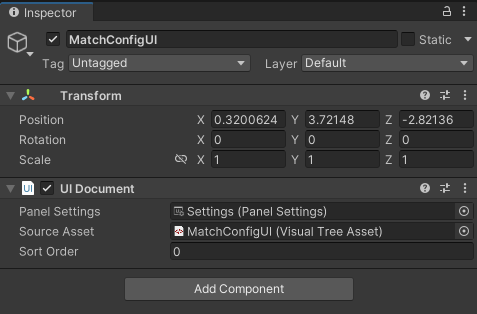 Inspector
MatchConfigUI Static
Tag Untagged Layer Default
Transform
Position X 0.3200624 Y 3.72148 Z -2.82136
Rotation X 0 Y 0 Z 0
Scale X 1 Y 1 Z 1
UI UI Document
Panel Settings Settings (Panel Settings)
Source Asset MatchConfigUI (Visual Tree Asset)
Sort Order 0
Add Component